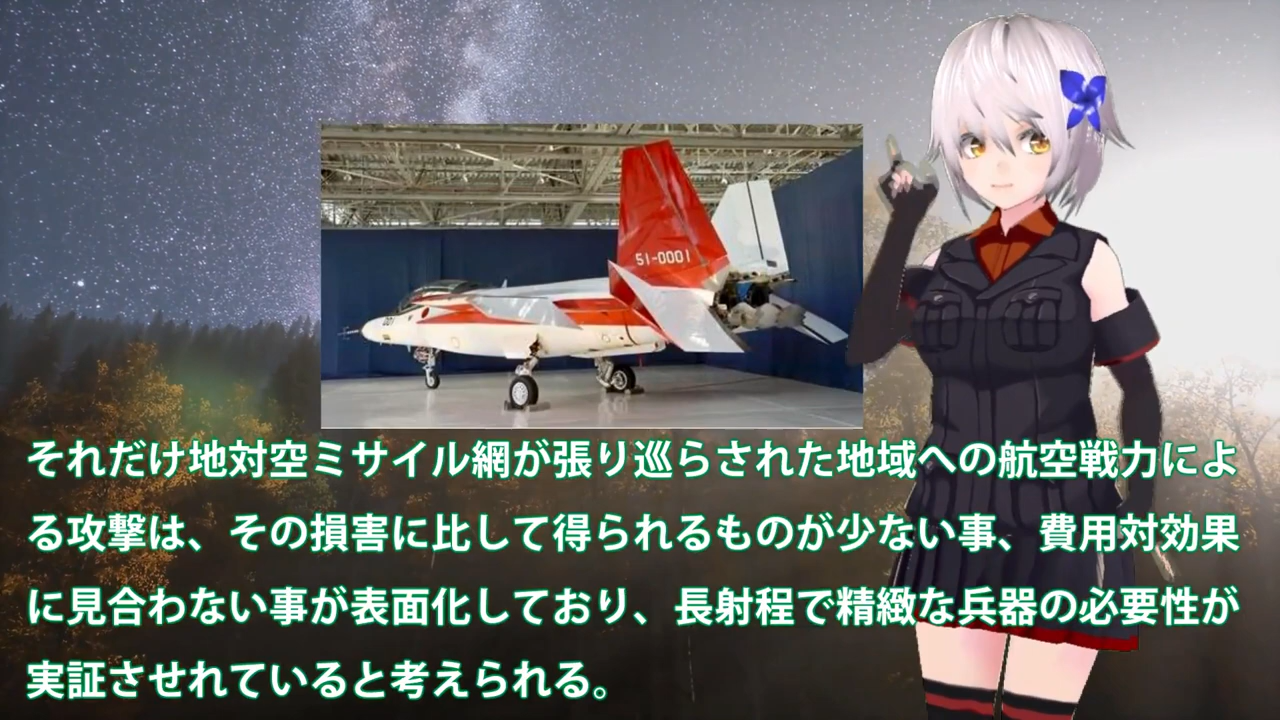 51-0001
001
それだけ地対空ミサイル網が張り巡らされた地域への航空戦力によ
る攻撃は、その損害に比して得られるものが少ない事、費用対効果
に見合わない事が表面化しており、長射程で精緻な兵器の必要性が
実証させれていると考えられる。